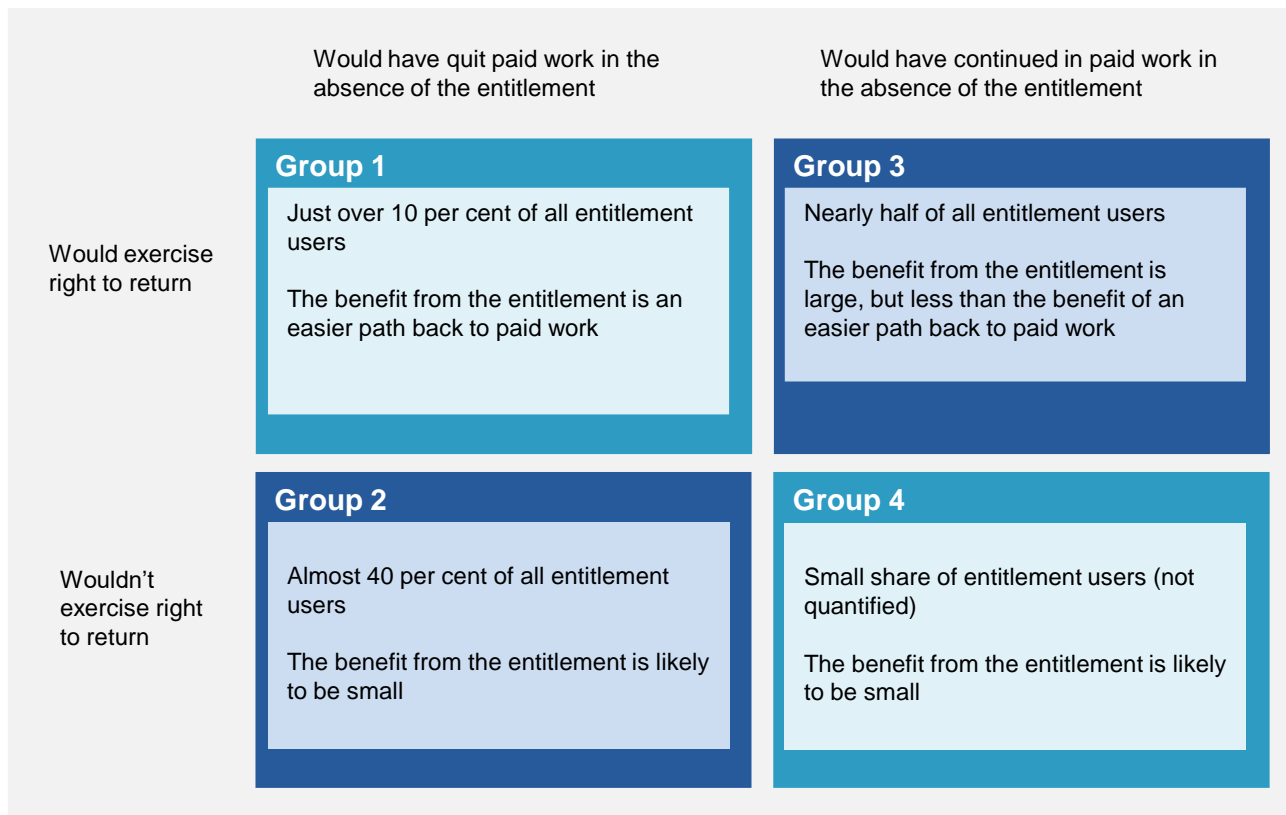 Would have quit paid work in the
absence of the entitlement
Would have continued in paid work in
the absence of the entitlement
Would exercise
right to return
Group 1
Just over 10 per cent of all entitlement
users
The benefit from the entitlement is an
easier path back to paid work
Group 3
Nearly half of all entitlement users
The benefit from the entitlement is
large, but less than the benefit of an
easier path back to paid work
Wouldn’t
exercise right
to return
Group 2
Almost 40 per cent of all entitlement
users
The benefit from the entitlement is likely
to be small
Group 4
Small share of entitlement users (not
quantified)
The benefit from the entitlement is likely
to be small